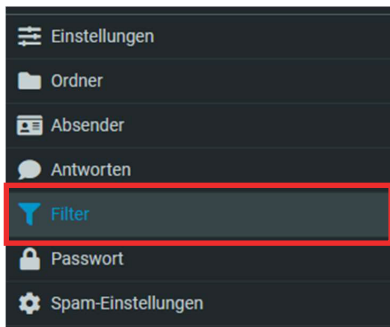 Einstellungen
Ordner
Absender
Antworten
Filter
Passwort
Spam-Einstellungen